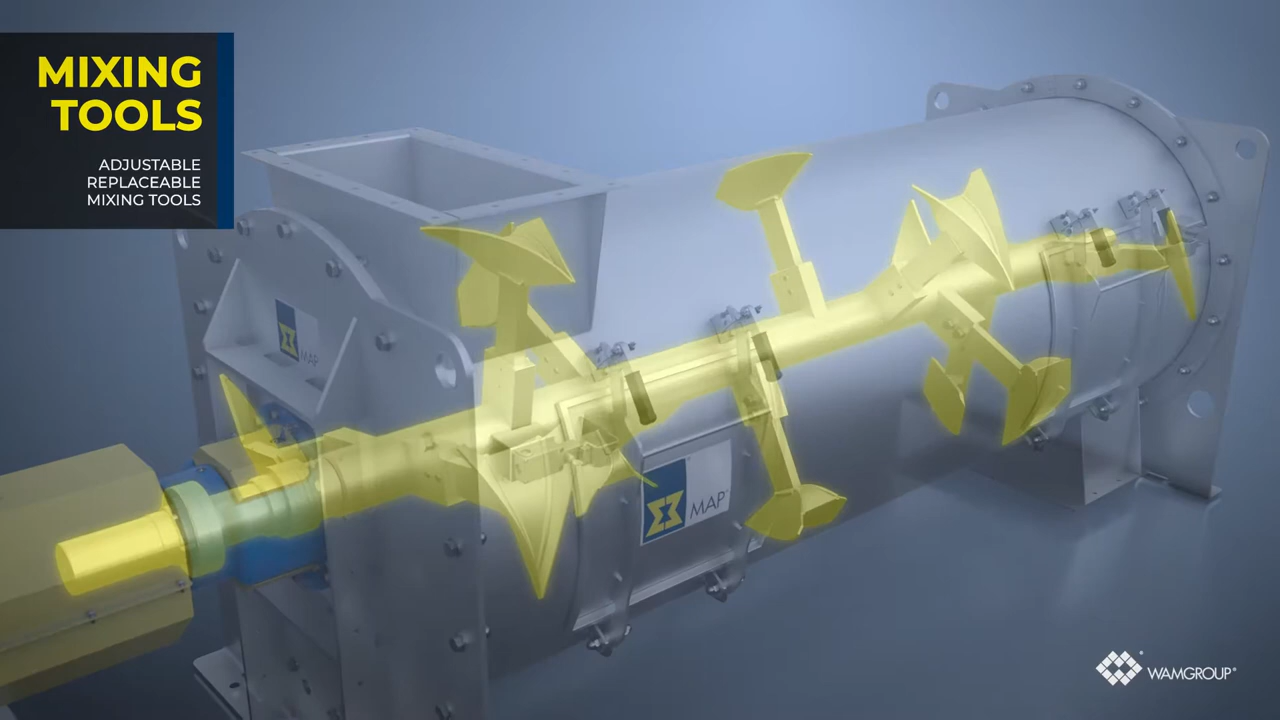 MIXING
TOOLS
ADJUSTABLE
REPLACEABLE
MIXING TOOLS
MAP
MAP®
WAMGROUP®